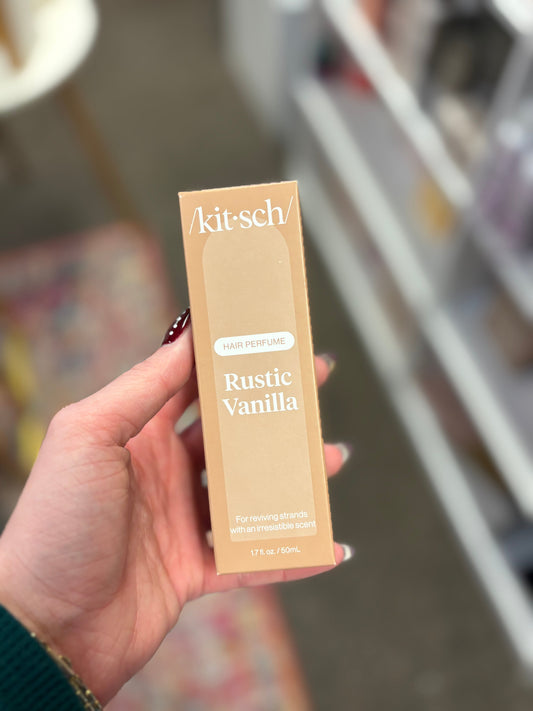 /kit·sch/
HAIR PERFUME
Rustic
Vanilla
For reviving strands
with an irresistible scent
1.7 fl. oz. / 50mL